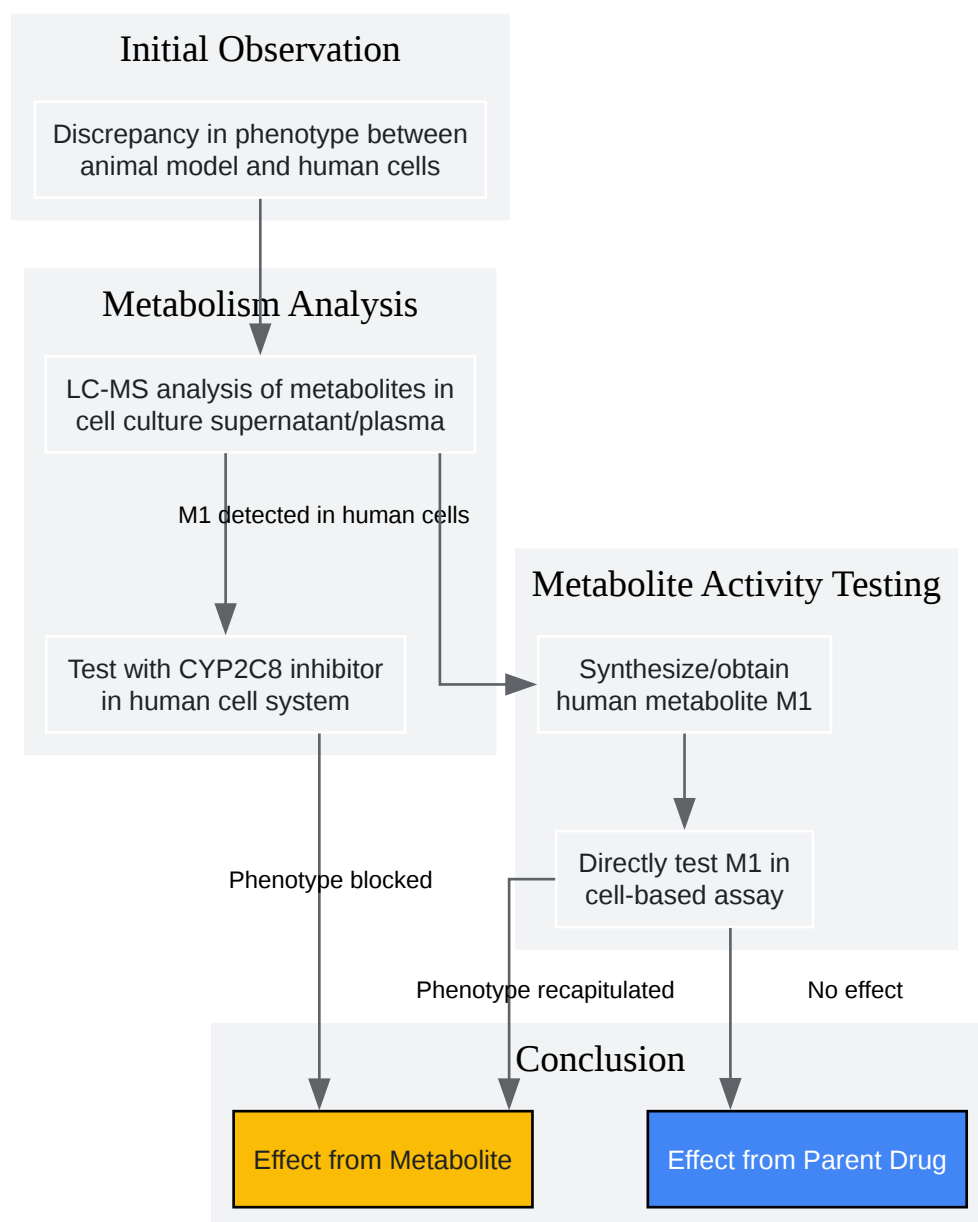 Initial Observation
Discrepancy in phenotype between
animal model and human cells
Metabolism Analysis
LC-MS analysis of metabolites in
cell culture supernatant/plasma
M1 detected in human cells
Test with CYP2C8 inhibitor
in human cell system
Metabolite Activity Testing
Synthesize/obtain
human metabolite M1
Directly test M1 in
cell-based assay
Phenotype blocked
Phenotype recapitulated
No effect
Conclusion
Effect from Metabolite
Effect from Parent Drug